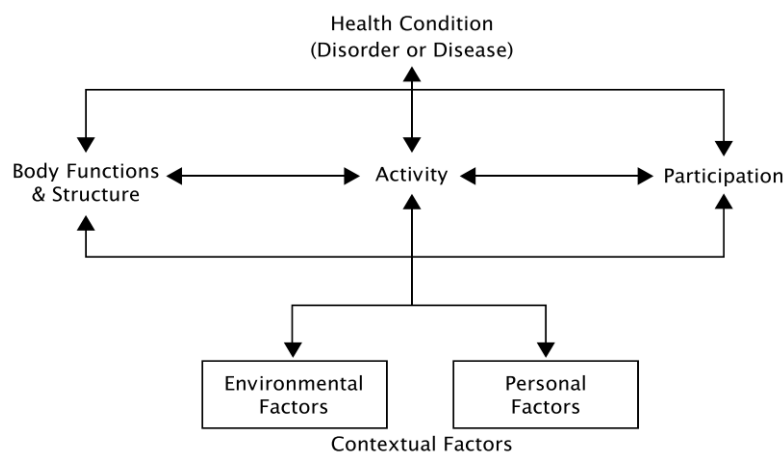 Health Condition
(Disorder or Disease)
Body Functions
& Structure
Activity
Participation
Environmental
Factors
Personal
Factors
Contextual Factors